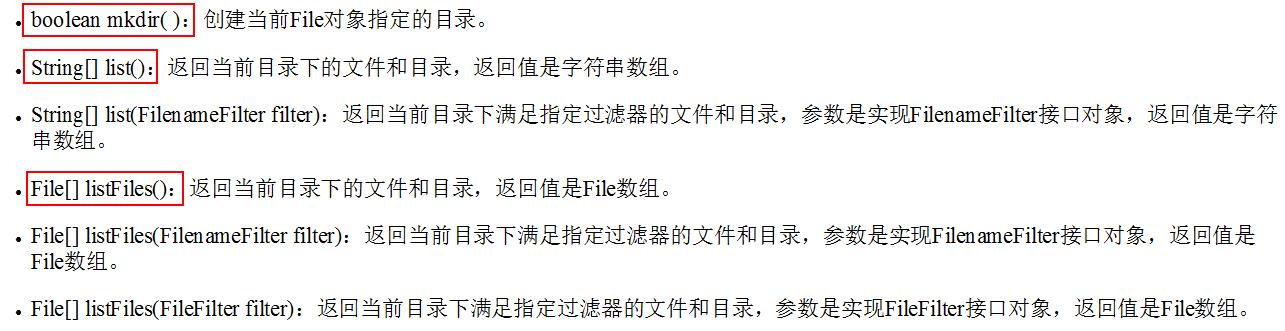 • boolean mkdir( )：创建当前File对象指定的目录。
• String[] list()：返回当前目录下的文件和目录，返回值是字符串数组。
• String[] list(FilenameFilter filter)：返回当前目录下满足指定过滤器的文件和目录，参数是实现FilenameFilter接口对象，返回值是字符
串数组。
• File[] listFiles()：返回当前目录下的文件和目录，返回值是File数组。
• File[] listFiles(FilenameFilter filter)：返回当前目录下满足指定过滤器的文件和目录，参数是实现FilenameFilter接口对象，返回值是
File数组。
• File[] listFiles(FileFilter filter)：返回当前目录下满足指定过滤器的文件和目录，参数是实现FileFilter接口对象，返回值是File数组。